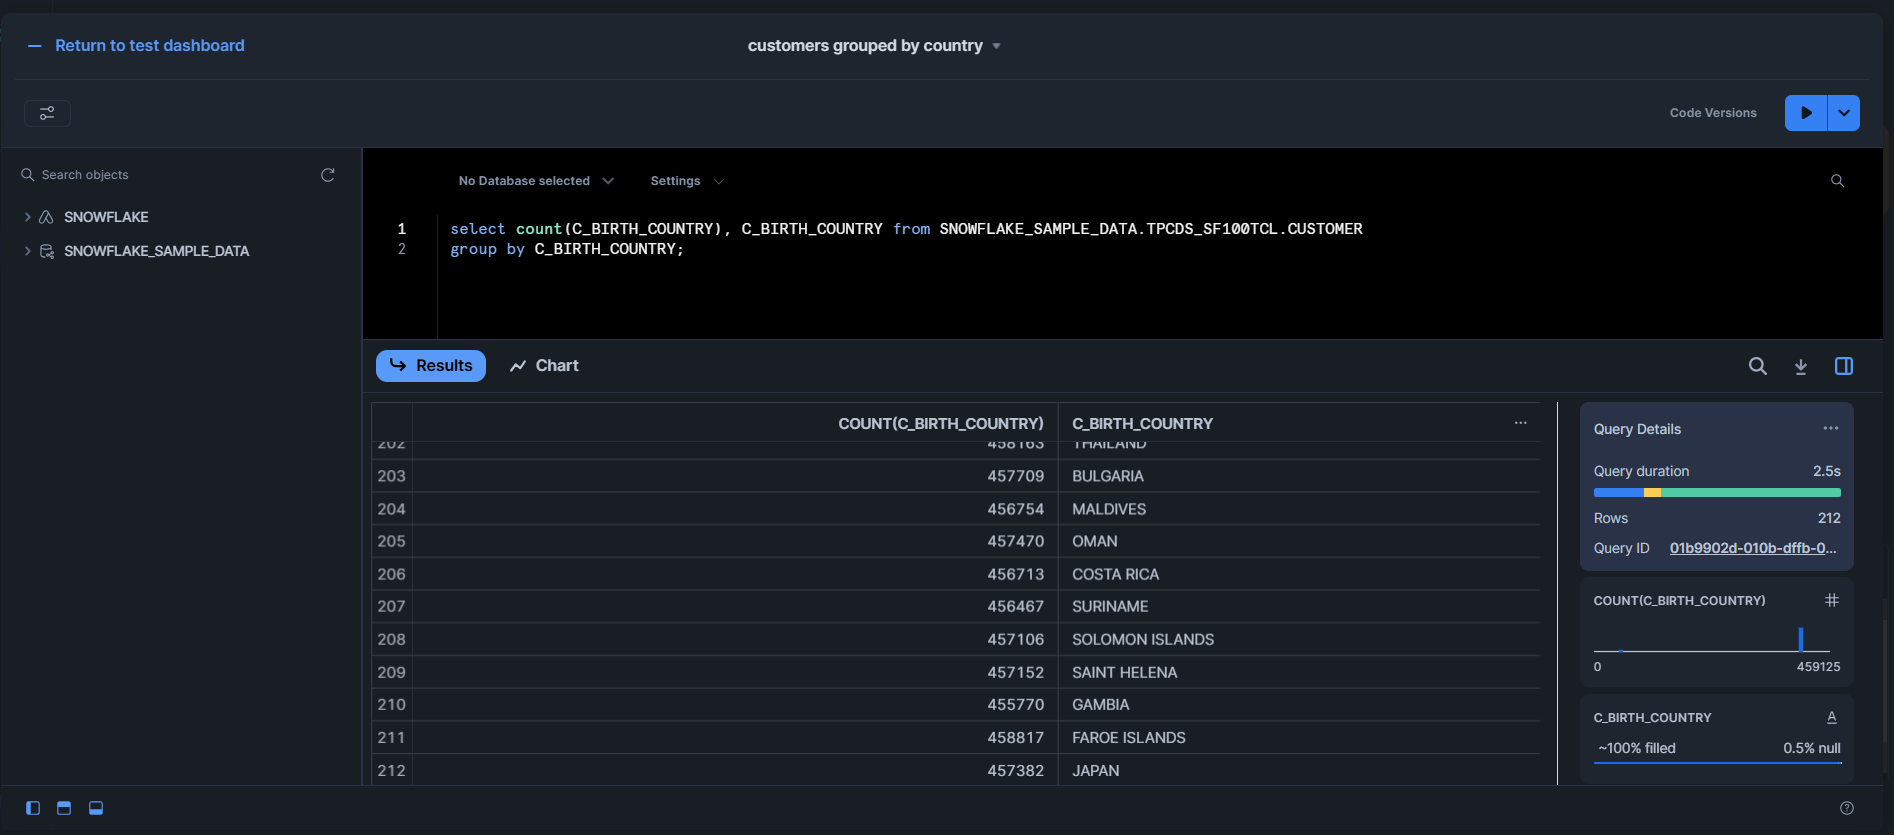 Return to test dashboard
customers grouped by country
Code Versions
Search objects
SNOWFLAKE
SNOWFLAKE_SAMPLE_DATA
No Database selected Settings
1 select count(C_BIRTH_COUNTRY), C_BIRTH_COUNTRY from SNOWFLAKE_SAMPLE_DATA.TPCDS_SF100TCL.CUSTOMER
2 group by C_BIRTH_COUNTRY;
Results Chart
COUNT(C_BIRTH_COUNTRY) C_BIRTH_COUNTRY ...
202 458163 THAILAND
203 457709 BULGARIA
204 456754 MALDIVES
205 457470 OMAN
206 456713 COSTA RICA
207 456467 SURINAME
208 457106 SOLOMON ISLANDS
209 457152 SAINT HELENA
210 455770 GAMBIA
211 458817 FAROE ISLANDS
212 457382 JAPAN
Query Details ...
Query duration 2.5s
Rows 212
Query ID 01b9902d-010b-dffb-0...
COUNT(C_BIRTH_COUNTRY) #
0 459125
C_BIRTH_COUNTRY A
~100% filled 0.5% null